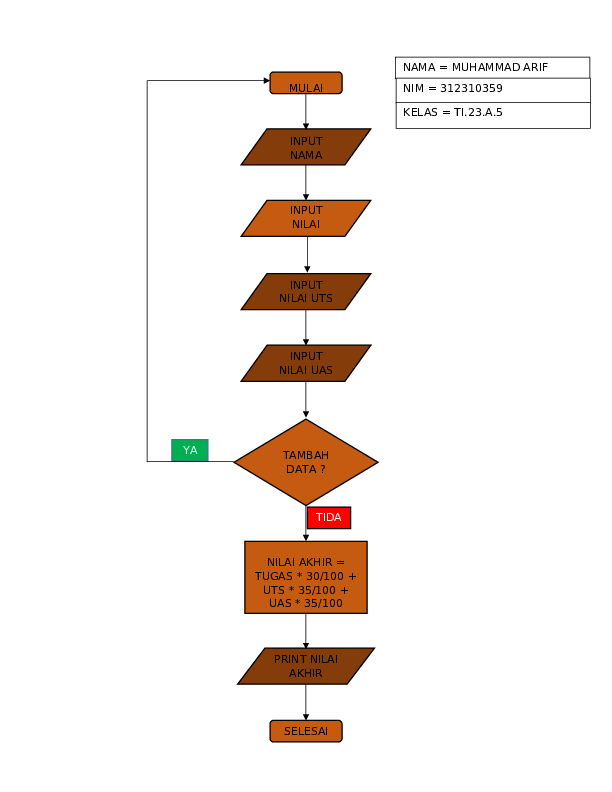 NAMA = MUHAMMAD ARIF
NIM = 312310359
KELAS = TI.23.A.5
MULAI
INPUT
NAMA
INPUT
NILAI
INPUT
NILAI UTS
INPUT
NILAI UAS
TAMBAH
DATA ?
YA
TIDA
NILAI AKHIR =
TUGAS * 30/100 +
UTS * 35/100 +
UAS * 35/100
PRINT NILAI
AKHIR
SELESAI